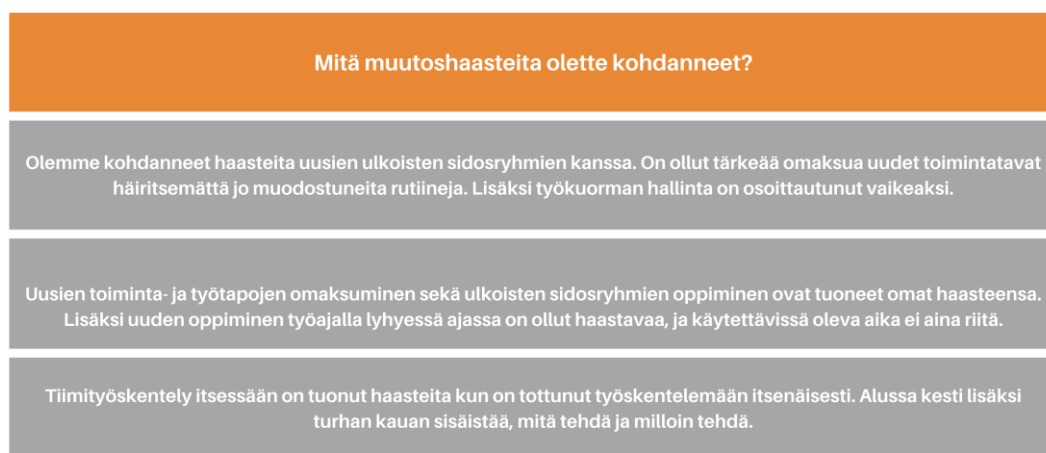 Mitä muutoshaasteita olette kohdanneet?
Olemme kohdanneet haasteita uusien ulkoisten sidosryhmien kanssa. On ollut tärkeää omaksua uudet toimintatavat
häiritsemättä jo muodostuneita rutiineja. Lisäksi työkuorman hallinta on osoittautunut vaikeaksi.
Uusien toiminta- ja työtapojen omaksuminen sekä ulkoisten sidosryhmien oppiminen ovat tuoneet omat haasteensa.
Lisäksi uuden oppiminen työajalla lyhyessä ajassa on ollut haastavaa, ja käytettävissä oleva aika ei aina riitä.
Tiimityöskentely itsessään on tuonut haasteita kun on tottunut työskentelemään itsenäisesti. Alussa kesti lisäksi
turhan kauan sisäistää, mitä tehdä ja milloin tehdä.